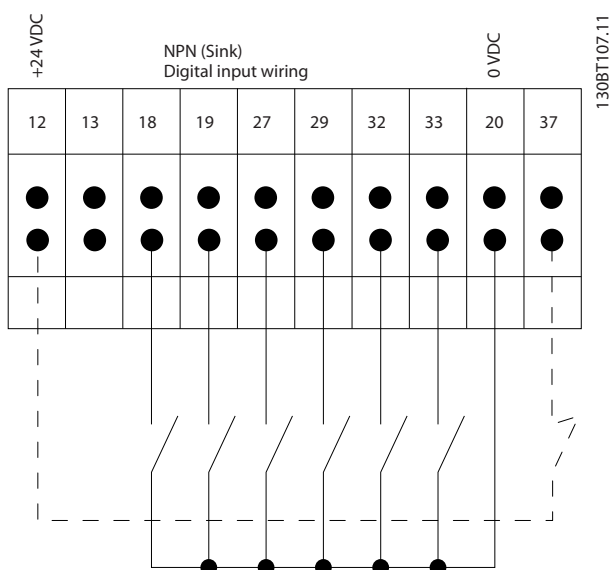 +24 VDC
NPN (Sink)
Digital input wiring
0 VDC
130BT107.11
12 13 18 19 27 29 32 33 20 37